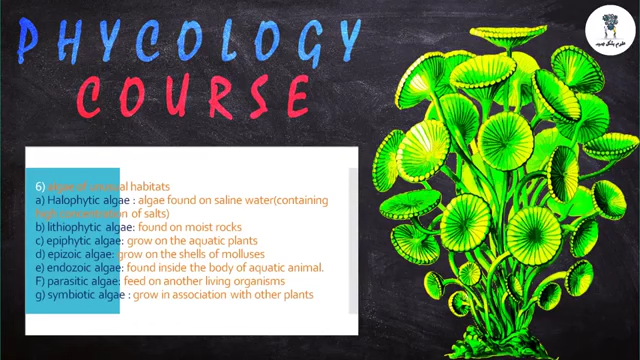 PHYCOLOGY
COURSE
6) algae of unusual habitats
a) Halophytic algae : algae found on saline water(containing
high concentration of salts)
b) lithiophytic algae: found on moist rocks
c) epiphytic algae: grow on the aquatic plants
d) epizoic algae: grow on the shells of molluses
e) endozoic algae: found inside the body of aquatic animal.
F) parasitic algae: feed on another living organisms
g) symbiotic algae : grow in association with other plants